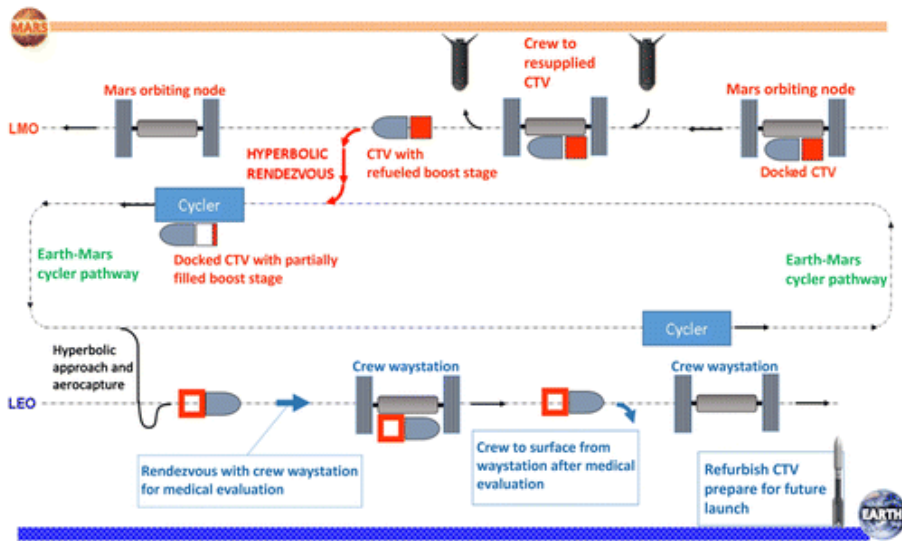 MARS
Crew to
resupplied
CTV
Mars orbiting node
Mars orbiting node
LMO
HYPERBOLIC
RENDEZVOUS
CTV with
refueled boost stage
Docked CTV
Cycler
Earth-Mars
cycler pathway
Docked CTV with partially
filled boost stage
Earth-Mars
cycler pathway
Cycler
Hyperbolic
approach and
aerocapture
Crew waystation
Crew waystation
LEO
Rendezvous with crew waystation
for medical evaluation
Crew to surface from
waystation after medical
evaluation
Refurbish CTV
prepare for future
launch
EARTH